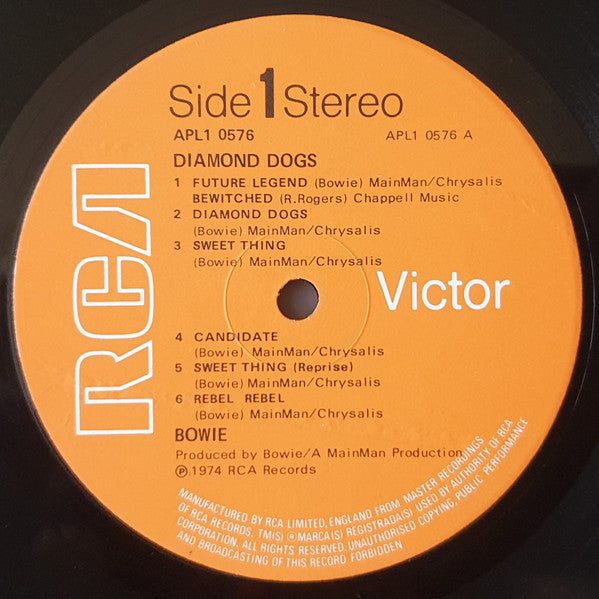 Side 1 Stereo
APL1 0576 APL1 0576 A
DIAMOND DOGS
1 FUTURE LEGEND (Bowie) MainMan/Chrysalis
BEWITCHED (R.Rogers) Chappell Music
2 DIAMOND DOGS
(Bowie) MainMan/Chrysalis
3 SWEET THING
(Bowie) MainMan/Chrysalis
RCA
Victor
4 CANDIDATE
(Bowie) MainMan/Chrysalis
5 SWEET THING (Reprise)
(Bowie) MainMan/Chrysalis
6 REBEL REBEL
(Bowie) MainMan/Chrysalis
BOWIE
Produced by Bowie/A MainMan Production
℗1974 RCA Records
MANUFACTURED BY RCA LIMITED, ENGLAND FROM MASTER RECORDINGS
OF RCA RECORDS. TM(S) ® MARCA(S) REGISTRADA(S) USED BY AUTHORITY OF RCA
CORPORATION. ALL RIGHTS RESERVED. UNAUTHORISED COPYING, PUBLIC PERFORMANCE
AND BROADCASTING OF THIS RECORD FORBIDDEN